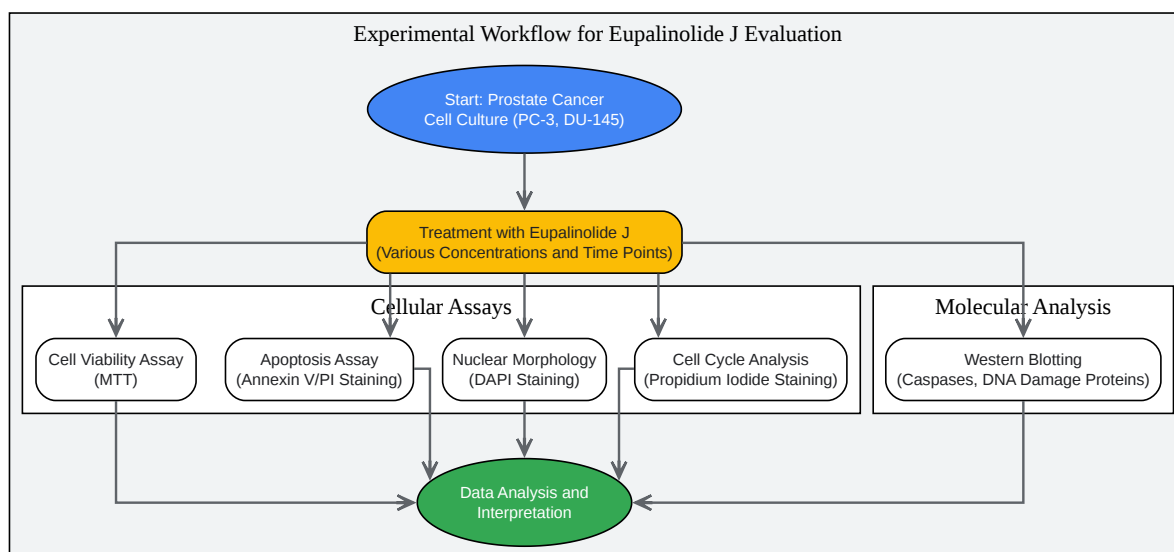 Experimental Workflow for Eupalinolide J Evaluation
Start: Prostate Cancer
Cell Culture (PC-3, DU-145)
Treatment with Eupalinolide J
(Various Concentrations and Time Points)
Cellular Assays
Molecular Analysis
Cell Viability Assay
(MTT)
Apoptosis Assay
(Annexin V/PI Staining)
Nuclear Morphology
(DAPI Staining)
Cell Cycle Analysis
(Propidium Iodide Staining)
Western Blotting
(Caspases, DNA Damage Proteins)
Data Analysis and
Interpretation